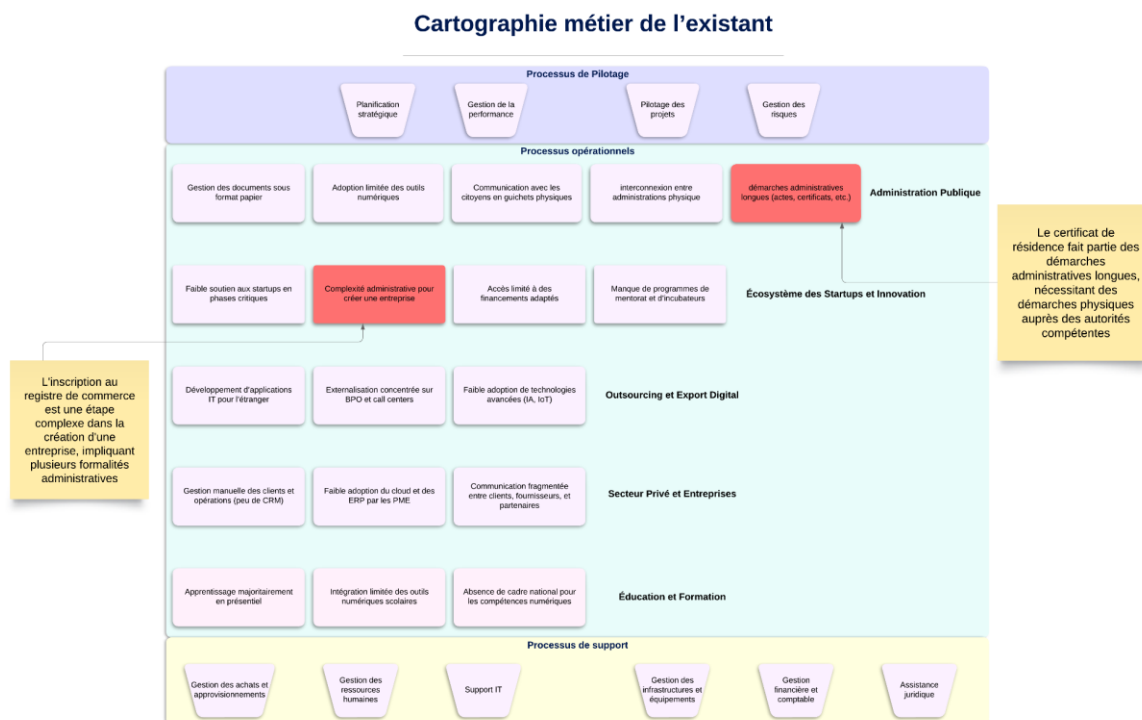 Cartographie métier de l'existant
Processus de Pilotage
Planification
stratégique
Gestion de la
performance
Pilotage des
projets
Gestion des
risques
Processus opérationnels
Gestion des documents sous
format papier
Adoption limitée des outils
numériques
Communication avec les
citoyens en guichets physiques
interconnexion entre
administrations physique
démarches administratives
longues (actes, certificats, etc.)
Administration Publique
Le certificat de
résidence fait partie des
démarches
administratives longues,
nécessitant des
démarches physiques
auprès des autorités
compétentes
Faible soutien aux startups en
phases critiques
Complexité administrative pour
créer une entreprise
Accès limité à des
financements adaptés
Manque de programmes de
mentorat et d'incubateurs
Écosystème des Startups et Innovation
L'inscription au
registre de commerce
est une étape
complexe dans la
création d'une
entreprise, impliquant
plusieurs formalités
administratives
Développement d'applications
IT pour l'étranger
Externalisation concentrée sur
BPO et call centers
Faible adoption de technologies
avancées (IA, IoT)
Outsourcing et Export Digital
Gestion manuelle des clients et
opérations (peu de CRM)
Faible adoption du cloud et des
ERP par les PME
Communication fragmentée
entre clients, fournisseurs, et
partenaires
Secteur Privé et Entreprises
Apprentissage majoritairement
en présentiel
Intégration limitée des outils
numériques scolaires
Absence de cadre national pour
les compétences numériques
Éducation et Formation
Processus de support
Gestion des achats et
approvisionnements
Gestion des
ressources
humaines
Support IT
Gestion des
infrastructures et
équipements
Gestion
financière et
comptable
Assistance
juridique